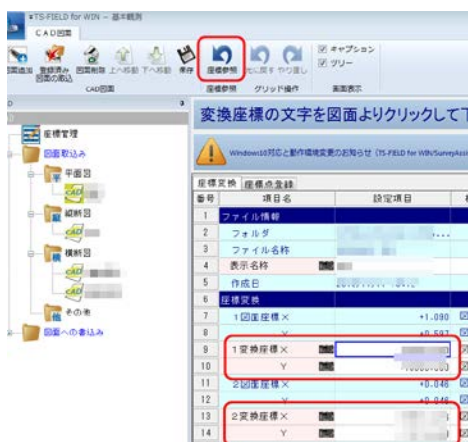 TS-FIELD for WIN － 基本観測
CAD図面
図面追加 登録済み図面の取込 図面削除 上へ移動 下へ移動 保存 座標参照 元に戻す やり直し
キャプション
ツリー
CAD図面 座標参照 グリッド操作 画面表示
変換座標の文字を図面よりクリックして下
Windows10対応と動作環境変更のお知らせ (TS-FIELD for WIN/Survey
座標管理
図面取込み
平面図
CAD
縦断図
CAD
横断図
CAD
CAD
その他
図面への書込み
座標変換 座標点登録
番号 項目名 設定項目
1 ファイル情報
2 フォルダ
3 ファイル名称
4 表示名称
5 作成日
6 座標変換
7 1図面座標X +1.090
8 Y +0.597
9 1変換座標X
10 Y
11 2図面座標X +0.046
12 Y +0.046
13 2変換座標X
14 Y